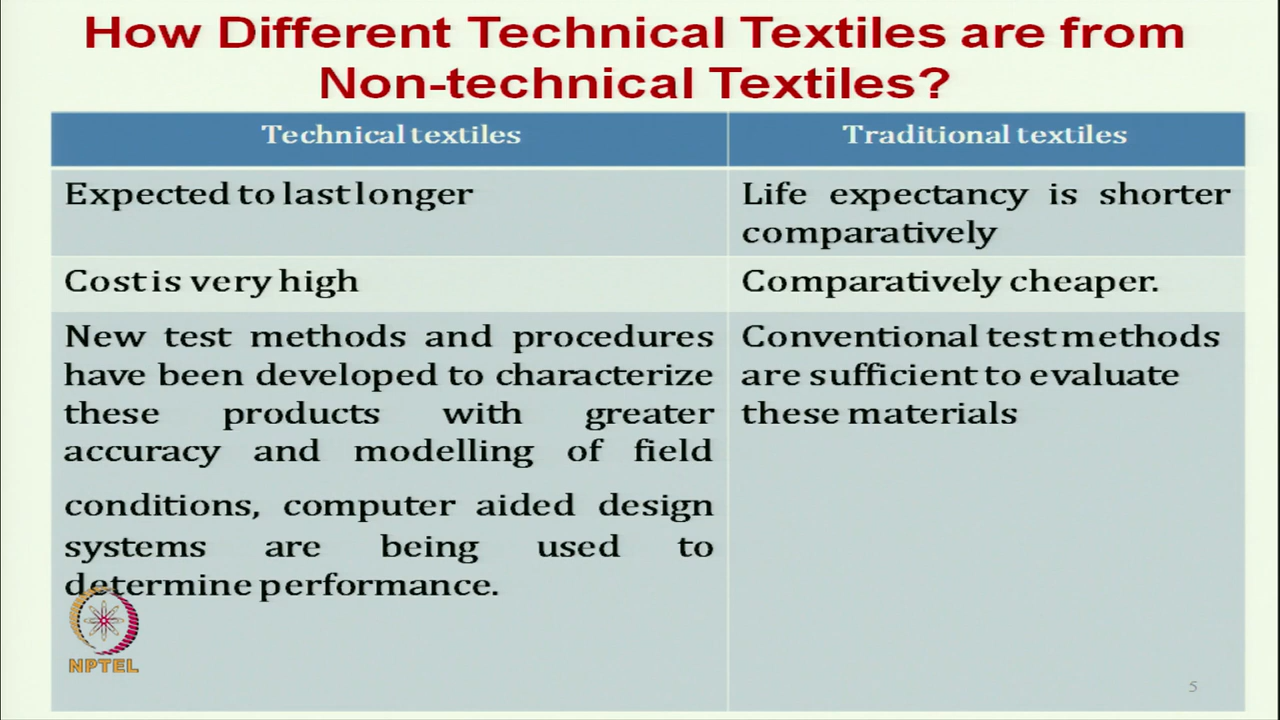 How Different Technical Textiles are from
Non-technical Textiles?
Technical textiles
Traditional textiles
Expected to last longer
Life expectancy is shorter
comparatively
Cost is very high
Comparatively cheaper.
New test methods and procedures
have been developed to characterize
these products with greater
accuracy and modelling of field
conditions, computer aided design
systems are being used to
determine performance.
Conventional test methods
are sufficient to evaluate
these materials
NPTEL
5